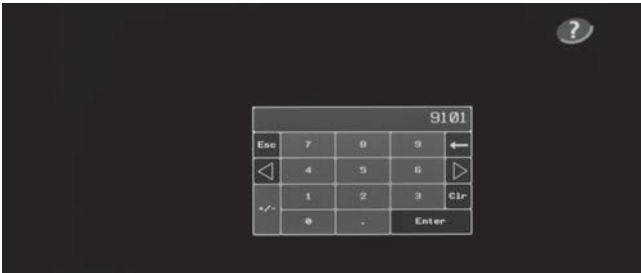 ?
9101
Esc 7 8 9 ←
◁ 4 5 6 ▷
+/- 1 2 3 Clr
0 . Enter